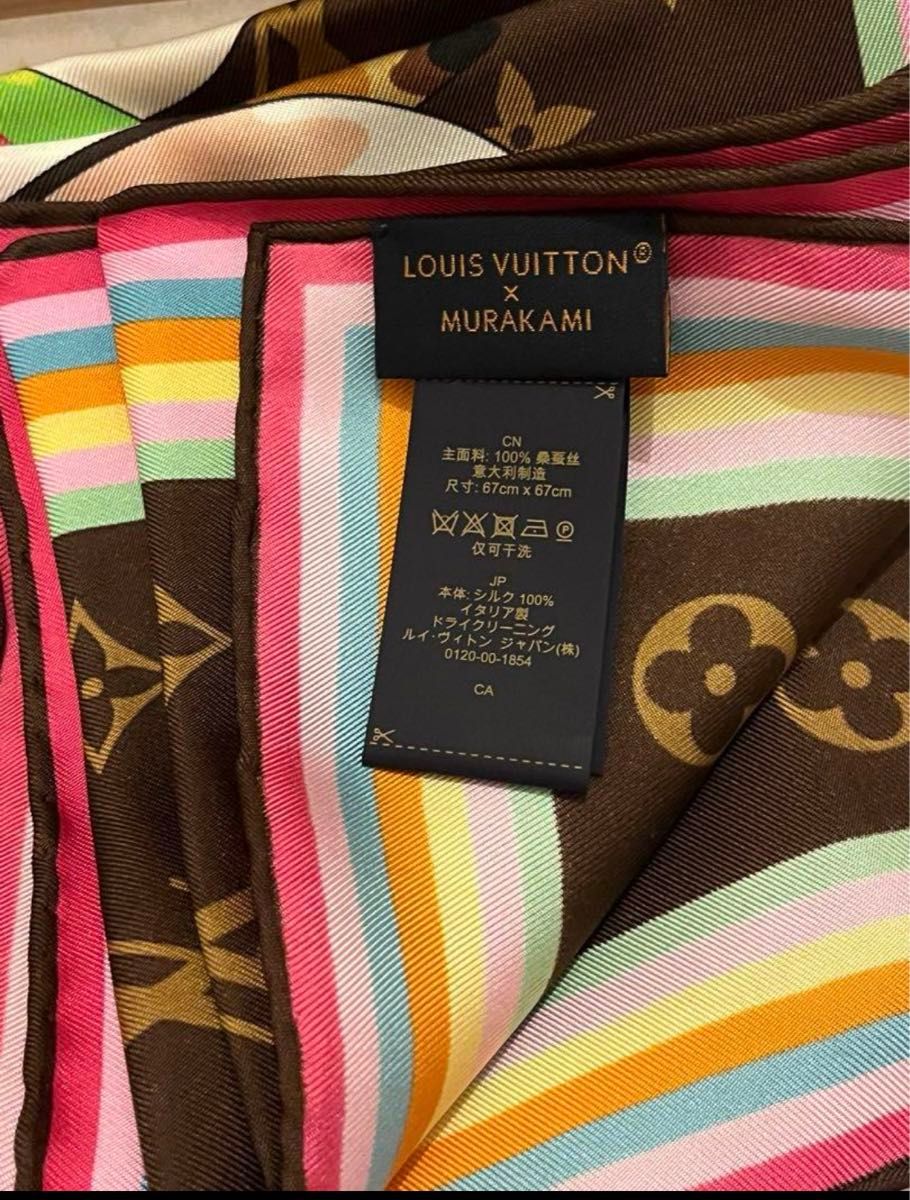 LOUIS VUITTON®
×
MURAKAMI
CN
主面料: 100% 桑蚕丝
意大利制造
尺寸: 67cm x 67cm
P
仅可干洗
JP
本体: シルク 100%
イタリア製
ドライクリーニング
ルイ・ヴィトン ジャパン(株)
0120-00-1854
CA